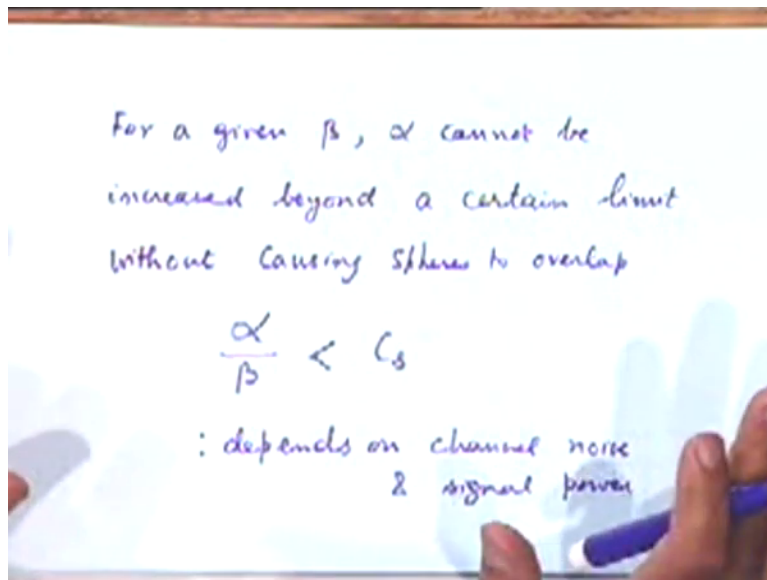 For a given β, α cannot be
increased beyond a certain limit
without causing spheres to overlap
α/β < Cs
: depends on channel noise
& signal power